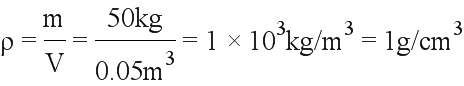 ρ = m/V = 50kg/0.05m³ = 1 × 10³kg/m³ = 1g/cm³